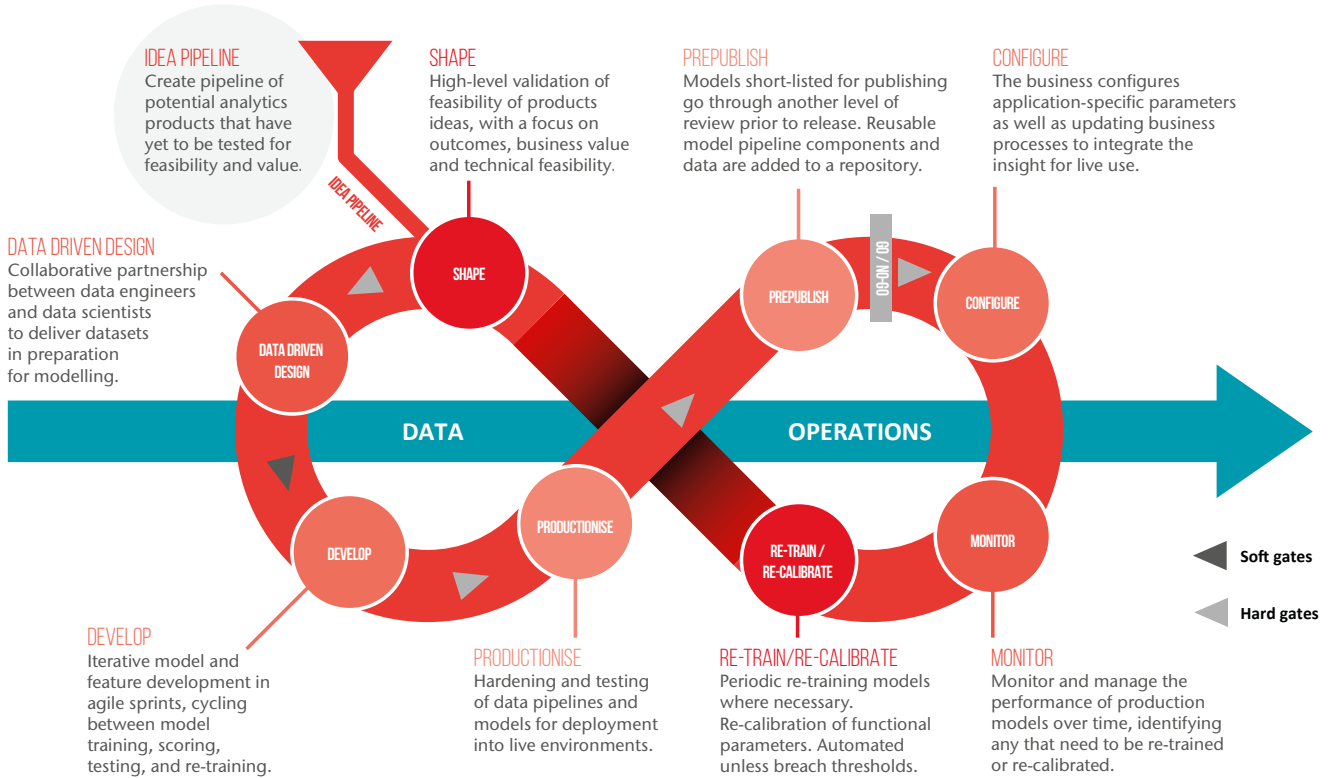 IDEA PIPELINE
Create pipeline of
potential analytics
products that have
yet to be tested for
feasibility and value.
SHAPE
High-level validation of
feasibility of products
ideas, with a focus on
outcomes, business value
and technical feasibility.
PREPUBLISH
Models short-listed for publishing
go through another level of
review prior to release. Reusable
model pipeline components and
data are added to a repository.
CONFIGURE
The business configures
application-specific parameters
as well as updating business
processes to integrate the
insight for live use.
IDEA PIPELINE
DATA DRIVEN DESIGN
Collaborative partnership
between data engineers
and data scientists
to deliver datasets
in preparation
for modelling.
SHAPE
PREPUBLISH
GO / NO-GO
CONFIGURE
DATA DRIVEN
DESIGN
DATA
OPERATIONS
DEVELOP
PRODUCTIONISE
RE-TRAIN /
RE-CALIBRATE
MONITOR
Soft gates
Hard gates
DEVELOP
Iterative model and
feature development in
agile sprints, cycling
between model
training, scoring,
testing, and re-training.
PRODUCTIONISE
Hardening and testing
of data pipelines and
models for deployment
into live environments.
RE-TRAIN/RE-CALIBRATE
Periodic re-training models
where necessary.
Re-calibration of functional
parameters. Automated
unless breach thresholds.
MONITOR
Monitor and manage the
performance of production
models over time, identifying
any that need to be re-trained
or re-calibrated.